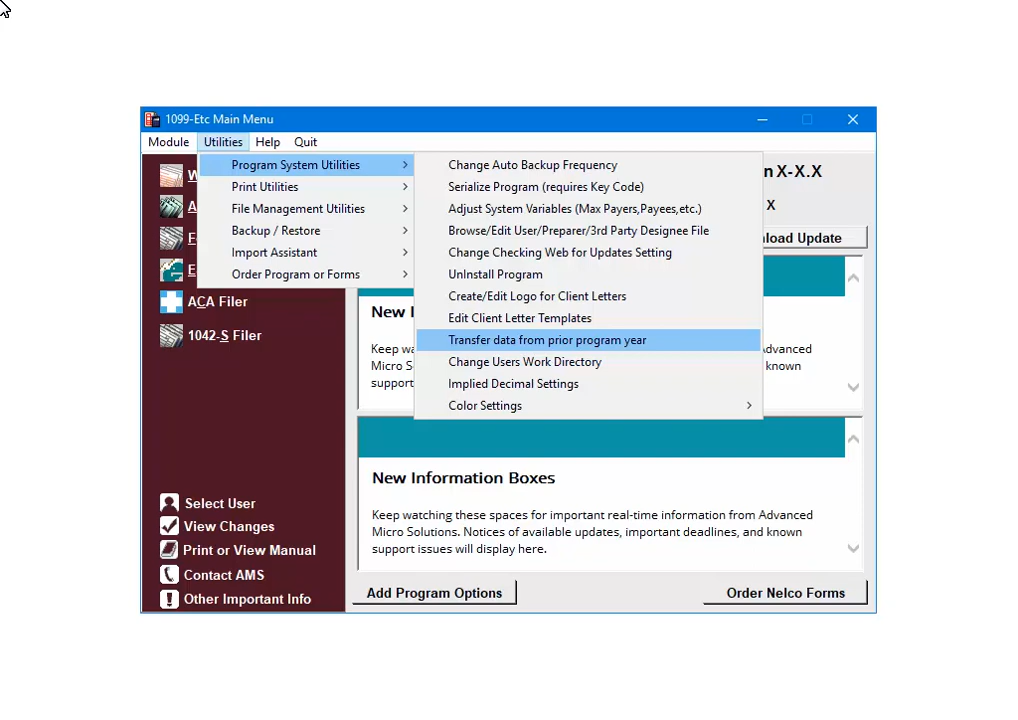 1099-Etc Main Menu
Module Utilities Help Quit
Program System Utilities
Print Utilities
File Management Utilities
Backup / Restore
Import Assistant
Order Program or Forms
Change Auto Backup Frequency
Serialize Program (requires Key Code)
Adjust System Variables (Max Payers,Payees,etc.)
Browse/Edit User/Preparer/3rd Party Designee File
Change Checking Web for Updates Setting
UnInstall Program
Create/Edit Logo for Client Letters
Edit Client Letter Templates
Transfer data from prior program year
Change Users Work Directory
Implied Decimal Settings
Color Settings
n X-X.X
X
load Update
W
A
F
E
ACA Filer
1042-S Filer
New I
Keep wa
Micro S
support
dvanced
known
New Information Boxes
Keep watching these spaces for important real-time information from Advanced
Micro Solutions. Notices of available updates, important deadlines, and known
support issues will display here.
Select User
View Changes
Print or View Manual
Contact AMS
Other Important Info
Add Program Options
Order Nelco Forms